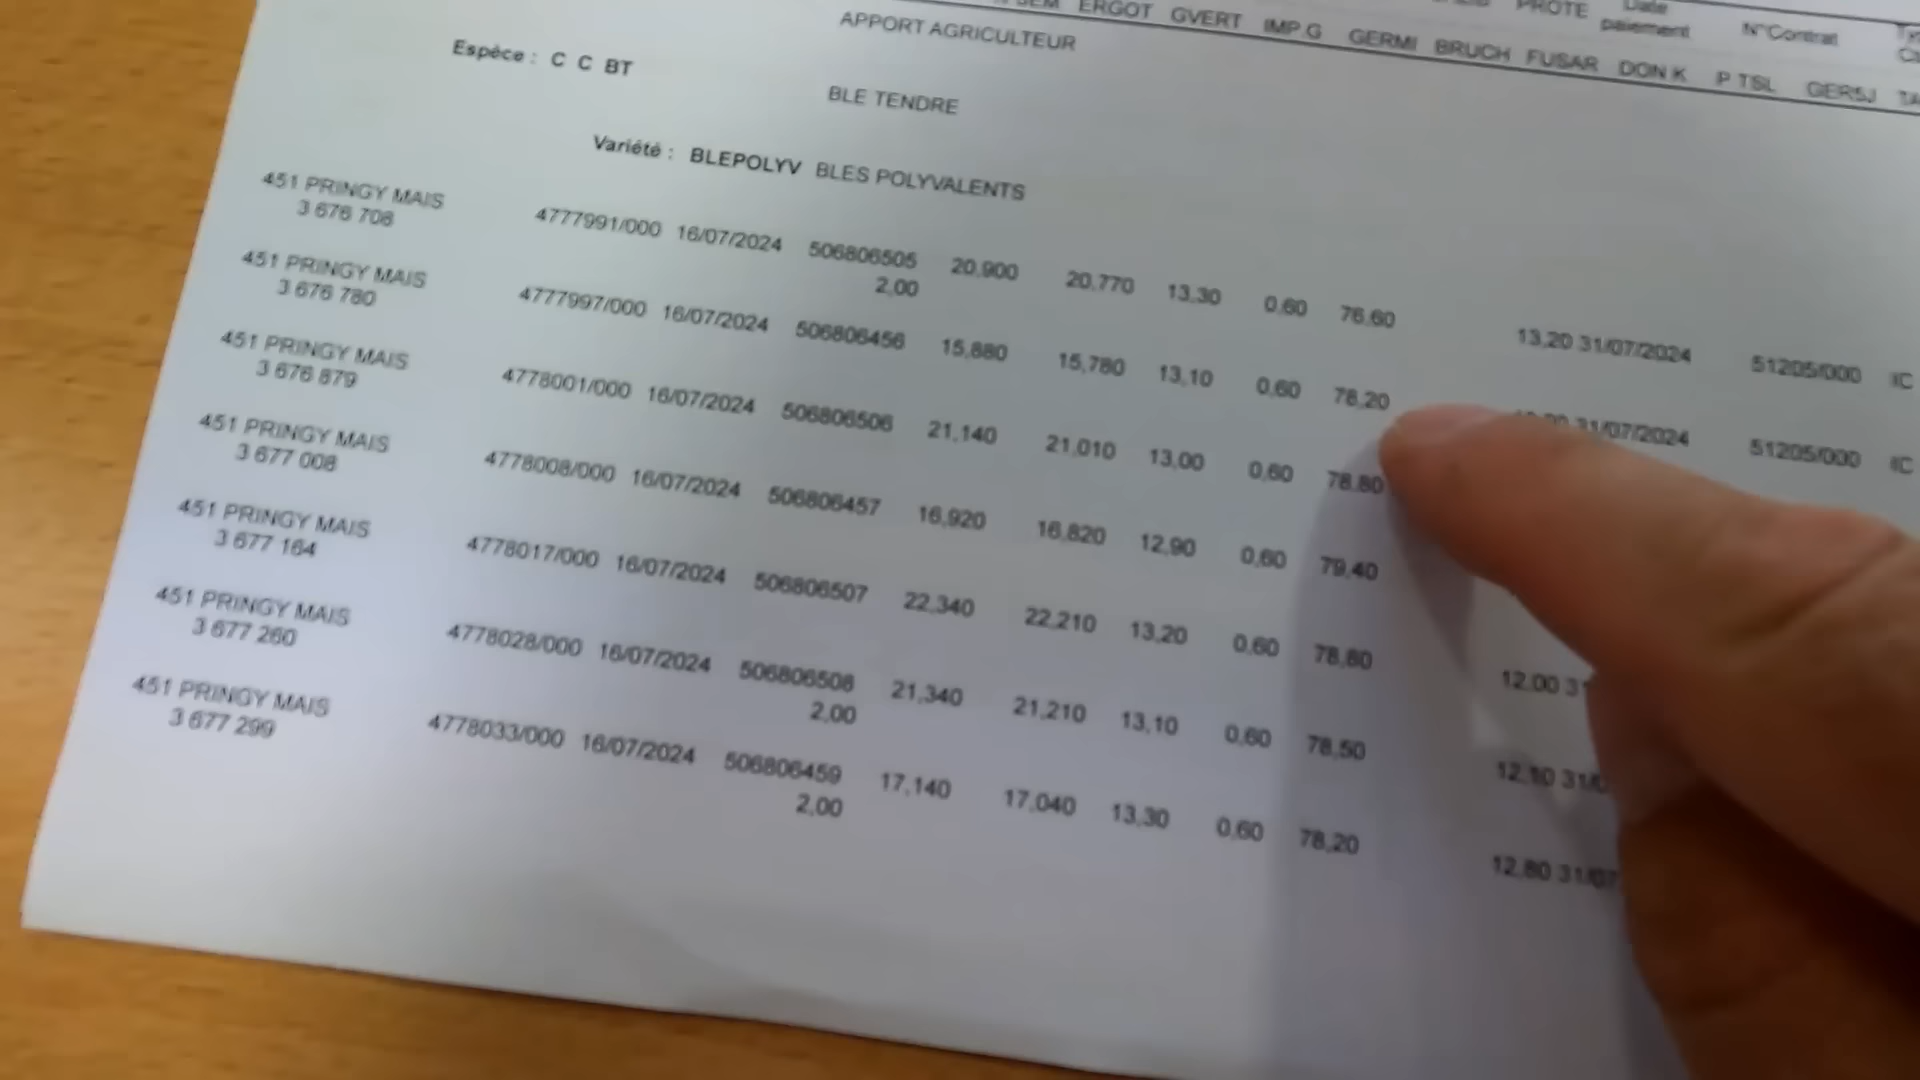 ERGOT GVERT IMP.G GERMI BRUCH FUSAR DON K P TSL GER5J
PROTE Date paiement N°Contrat
APPORT AGRICULTEUR
Espèce : C C BT
BLE TENDRE
Variété : BLEPOLYV BLES POLYVALENTS
451 PRINGY MAIS 4777991/000 16/07/2024 506806505 20,900 20,770 13,30 0,60 76,60 13,20 31/07/2024 51205/000 IC
3 676 708 2,00
451 PRINGY MAIS 4777997/000 16/07/2024 506806456 15,880 15,780 13,10 0,60 78,20 31/07/2024 51205/000 IC
3 676 780
451 PRINGY MAIS 4778001/000 16/07/2024 506806506 21,140 21,010 13,00 0,60 78,80
3 676 879
451 PRINGY MAIS 4778008/000 16/07/2024 506806457 16,920 16,820 12,90 0,60 79,40
3 677 008
451 PRINGY MAIS 4778017/000 16/07/2024 506806507 22,340 22,210 13,20 0,60 78,80 12,00 31
3 677 164
451 PRINGY MAIS 4778028/000 16/07/2024 506806508 21,340 21,210 13,10 0,60 78,50 12,10 31/0
3 677 260 2,00
451 PRINGY MAIS 4778033/000 16/07/2024 506806459 17,140 17,040 13,30 0,60 78,20 12,80 31/07
3 677 299 2,00